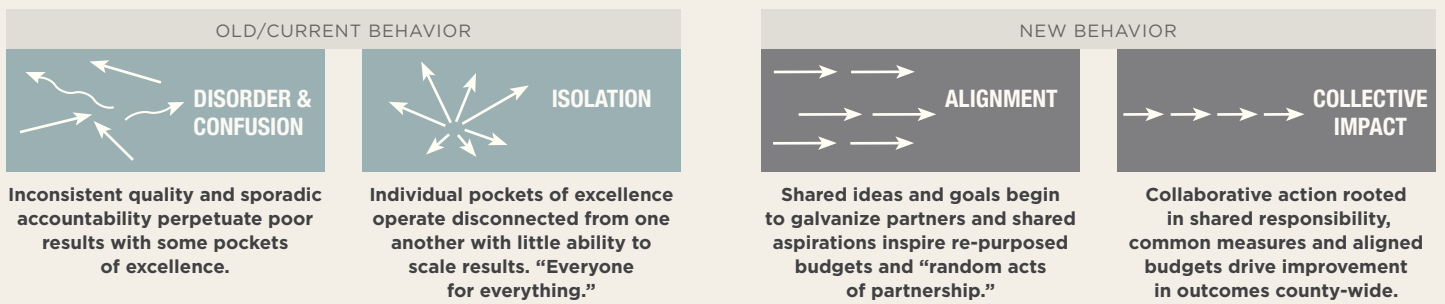 OLD/CURRENT BEHAVIOR
DISORDER &
CONFUSION
Inconsistent quality and sporadic
accountability perpetuate poor
results with some pockets
of excellence.
ISOLATION
Individual pockets of excellence
operate disconnected from one
another with little ability to
scale results. “Everyone
for everything.”
NEW BEHAVIOR
ALIGNMENT
Shared ideas and goals begin
to galvanize partners and shared
aspirations inspire re-purposed
budgets and “random acts
of partnership.”
COLLECTIVE
IMPACT
Collaborative action rooted
in shared responsibility,
common measures and aligned
budgets drive improvement
in outcomes county-wide.